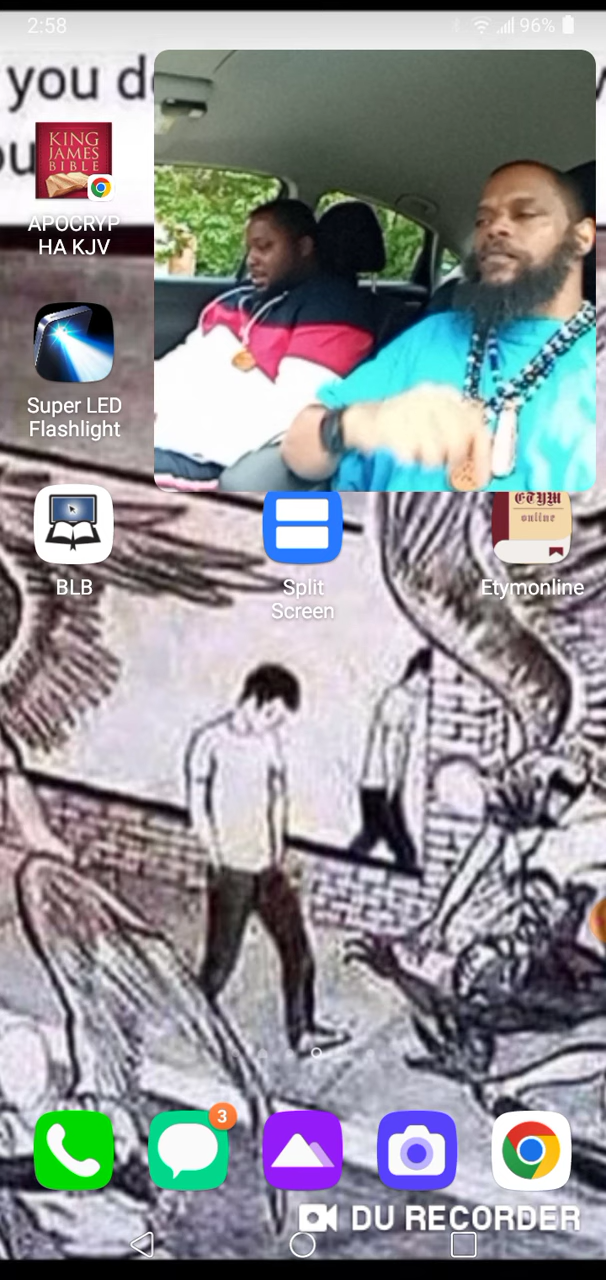 2:58
96%
you d
ou
KING
JAMES
BIBLE
APOCRYP
HA KJV
Super LED
Flashlight
BLB
Split
Screen
ETYM
online
Etymonline
3
DU RECORDER